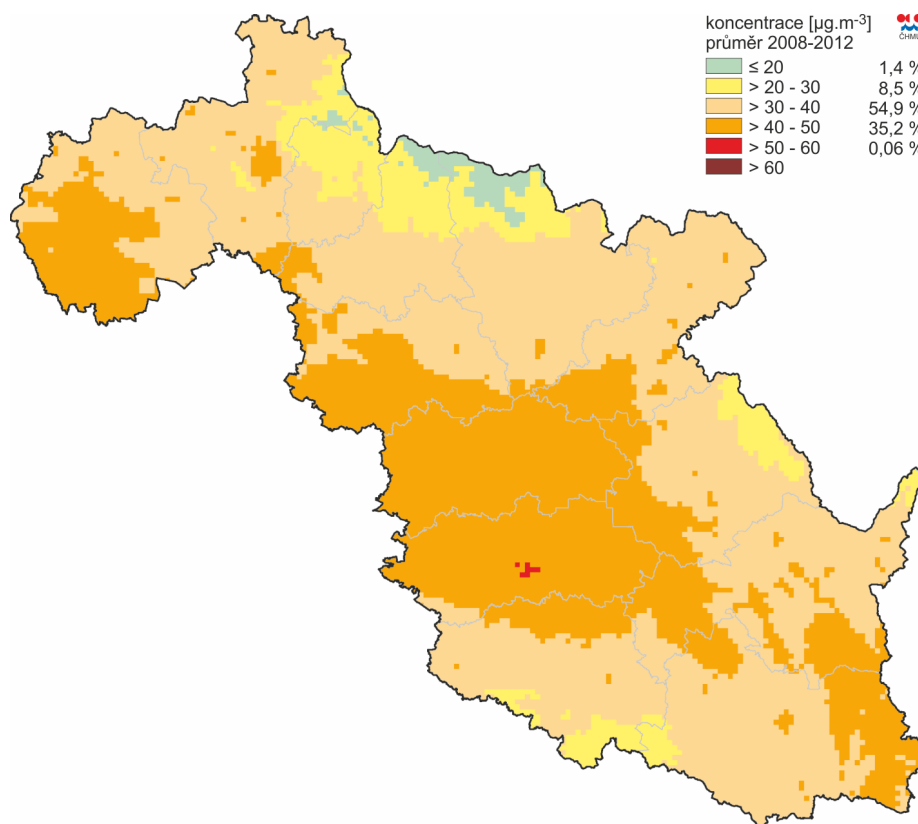 koncentrace [µg.m-3]
průměr 2008-2012
ČHMÚ
≤ 20 1,4 %
> 20 - 30 8,5 %
> 30 - 40 54,9 %
> 40 - 50 35,2 %
> 50 - 60 0,06 %
> 60